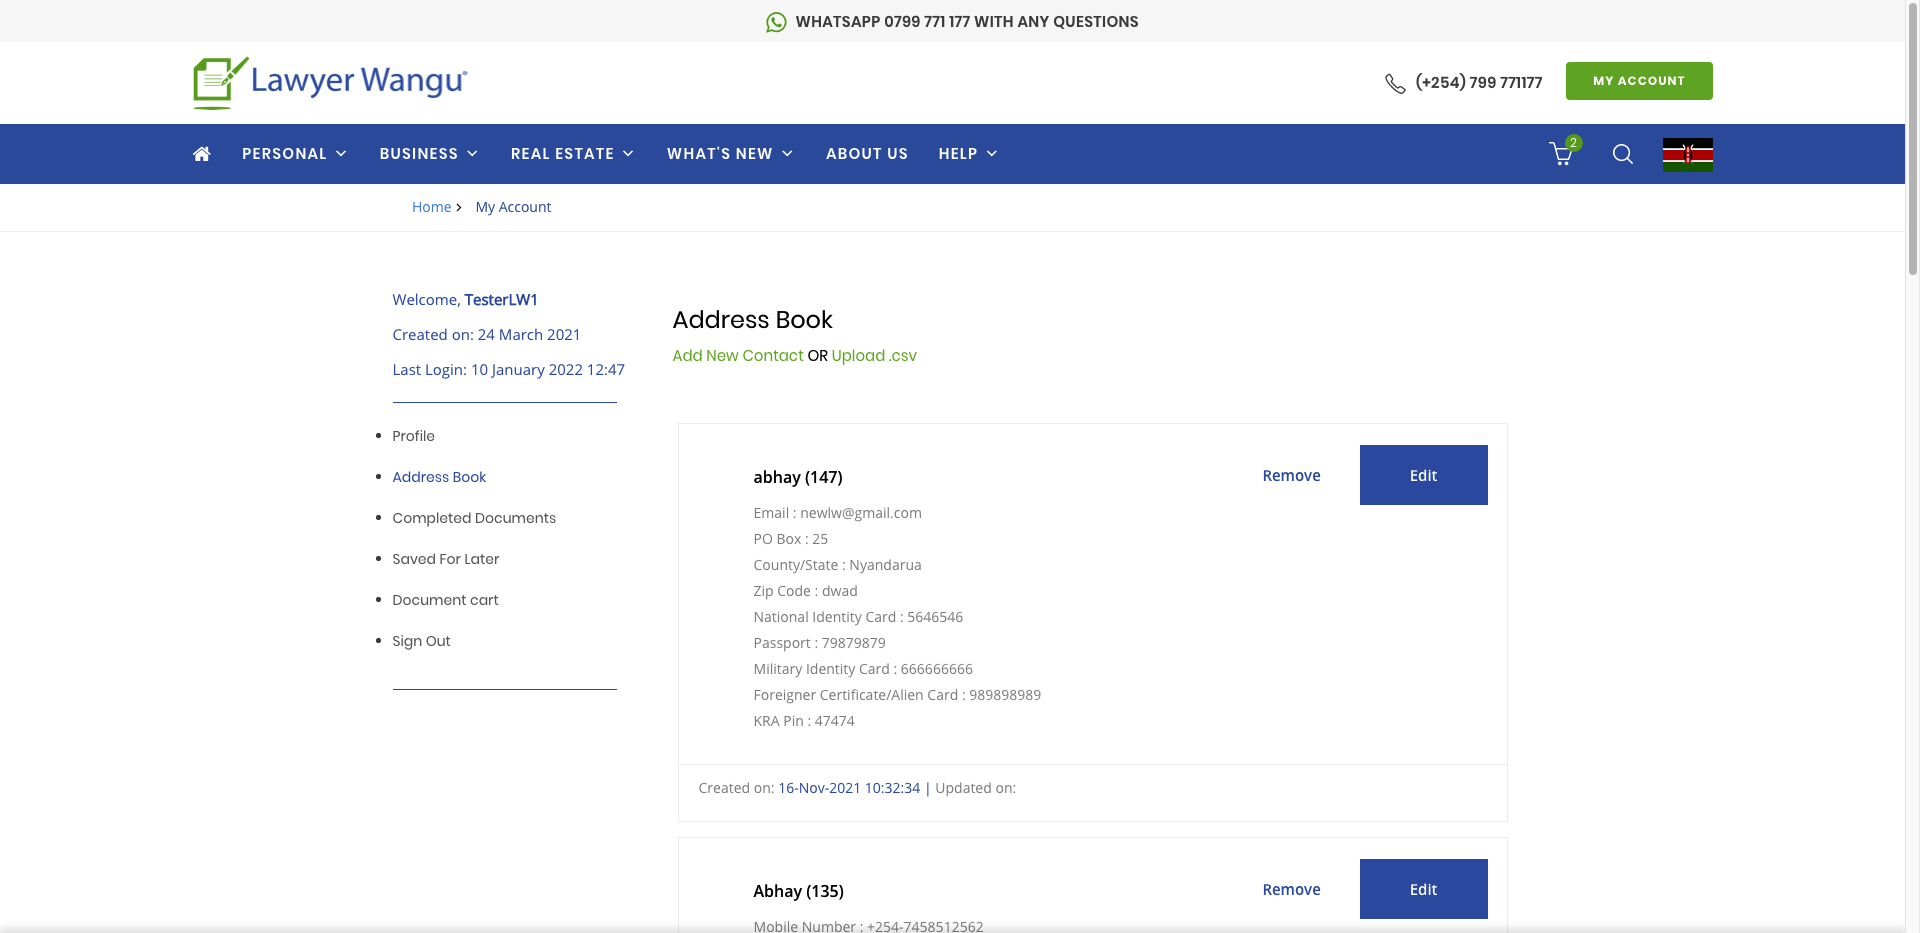 WHATSAPP 0799 771 177 WITH ANY QUESTIONS
Lawyer Wangu®
(+254) 799 771177
MY ACCOUNT
PERSONAL BUSINESS REAL ESTATE WHAT'S NEW ABOUT US HELP 2
Home My Account
Welcome, TesterLW1
Created on: 24 March 2021
Last Login: 10 January 2022 12:47
Profile
Address Book
Completed Documents
Saved For Later
Document cart
Sign Out
Address Book
Add New Contact OR Upload .csv
abhay (147)
Remove
Edit
Email : newlw@gmail.com
PO Box : 25
County/State : Nyandarua
Zip Code : dwad
National Identity Card : 5646546
Passport : 79879879
Military Identity Card : 666666666
Foreigner Certificate/Alien Card : 989898989
KRA Pin : 47474
Created on: 16-Nov-2021 10:32:34 | Updated on:
Abhay (135)
Remove
Edit
Mobile Number : +254-7458512562